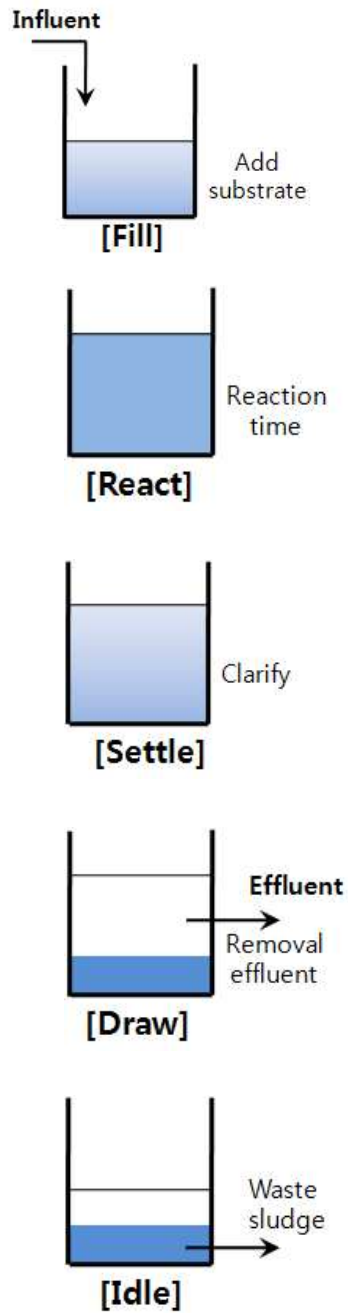 Influent
Add
substrate
[Fill]
Reaction
time
[React]
Clarify
[Settle]
Effluent
Removal
effluent
[Draw]
Waste
sludge
[Idle]